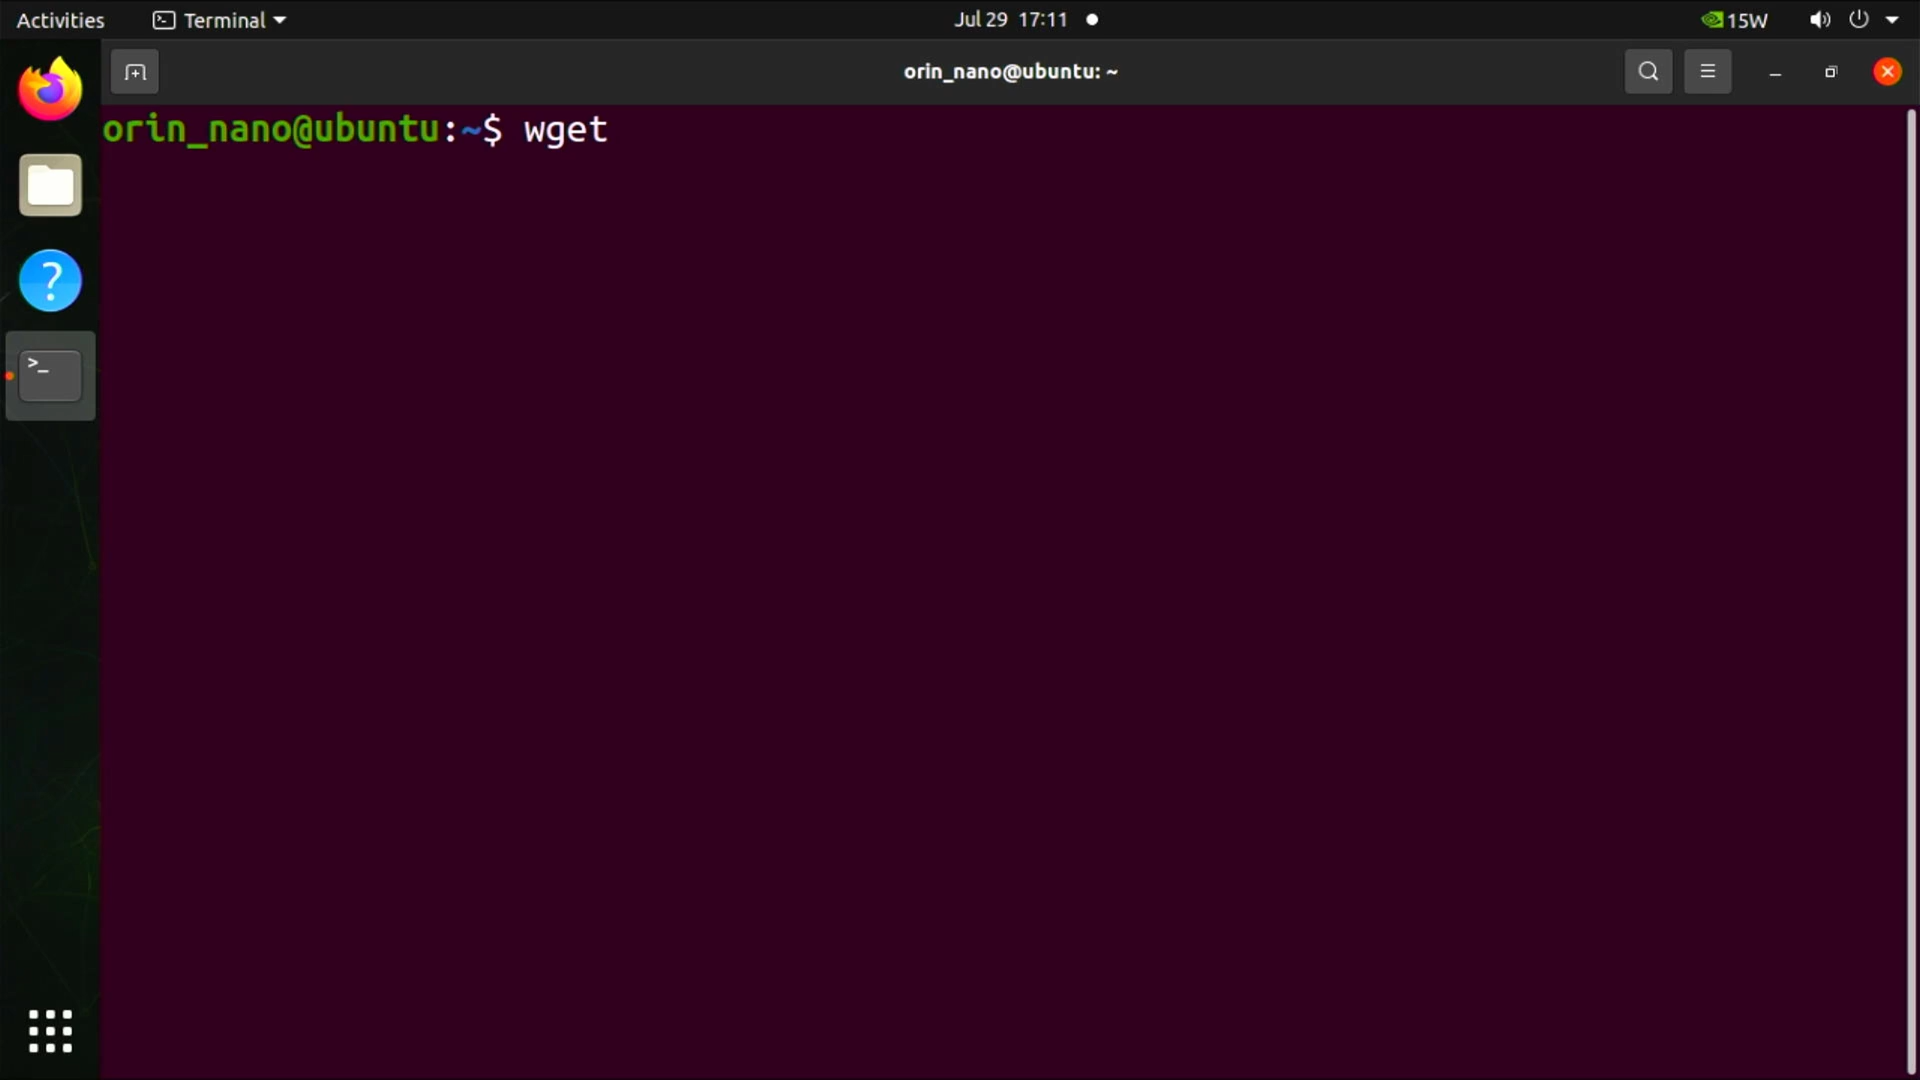 Activities Terminal Jul 29 17:11 15W
orin_nano@ubuntu: ~
orin_nano@ubuntu:~$ wget
?
>_